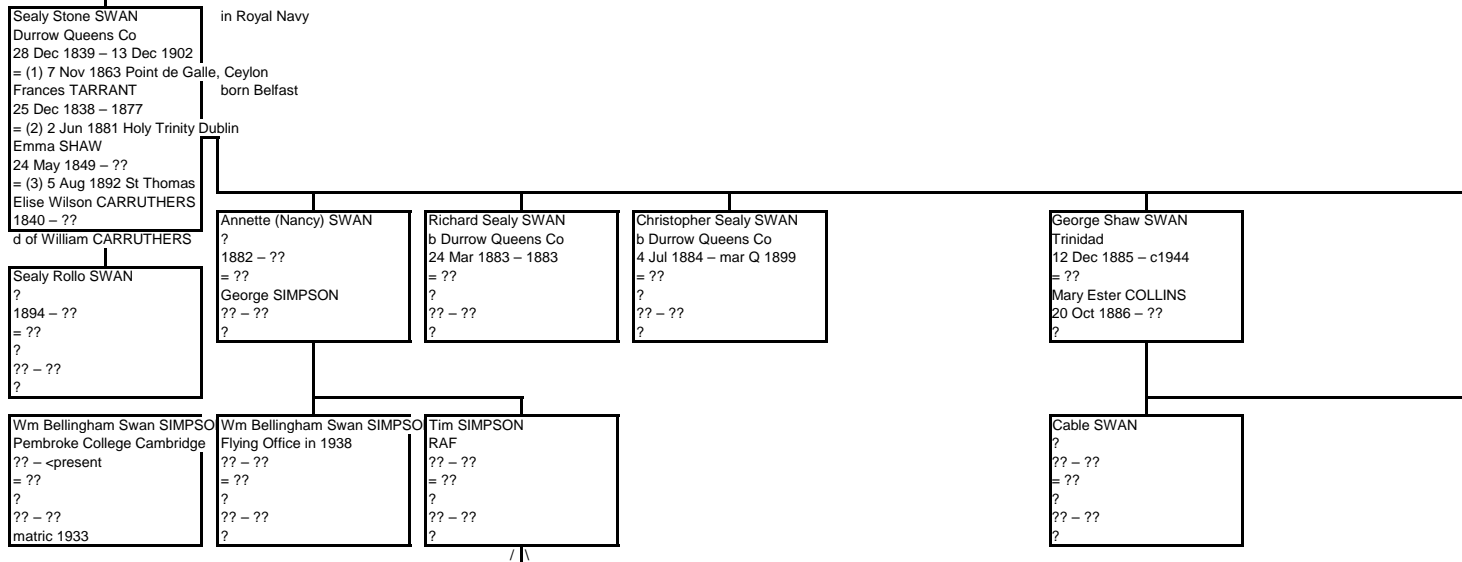 Sealy Stone SWAN
in Royal Navy
Durrow Queens Co
28 Dec 1839 – 13 Dec 1902
= (1) 7 Nov 1863 Point de Galle, Ceylon
Frances TARRANT
born Belfast
25 Dec 1838 – 1877
= (2) 2 Jun 1881 Holy Trinity Dublin
Emma SHAW
24 May 1849 – ??
= (3) 5 Aug 1892 St Thomas
Elise Wilson CARRUTHERS
1840 – ??
d of William CARRUTHERS
Annette (Nancy) SWAN
?
1882 – ??
= ??
George SIMPSON
?? – ??
?
Richard Sealy SWAN
b Durrow Queens Co
24 Mar 1883 – 1883
= ??
?
?? – ??
?
Christopher Sealy SWAN
b Durrow Queens Co
4 Jul 1884 – mar Q 1899
= ??
?
?? – ??
?
George Shaw SWAN
Trinidad
12 Dec 1885 – c1944
= ??
Mary Ester COLLINS
20 Oct 1886 – ??
?
Sealy Rollo SWAN
?
1894 – ??
= ??
?
?? – ??
?
Wm Bellingham Swan SIMPSO
Pembroke College Cambridge
?? – <present
= ??
?
?? – ??
matric 1933
Wm Bellingham Swan SIMPSO
Flying Office in 1938
?? – ??
= ??
?
?? – ??
?
Tim SIMPSON
RAF
?? – ??
= ??
?
?? – ??
?
/ \
Cable SWAN
?
?? – ??
= ??
?
?? – ??
?